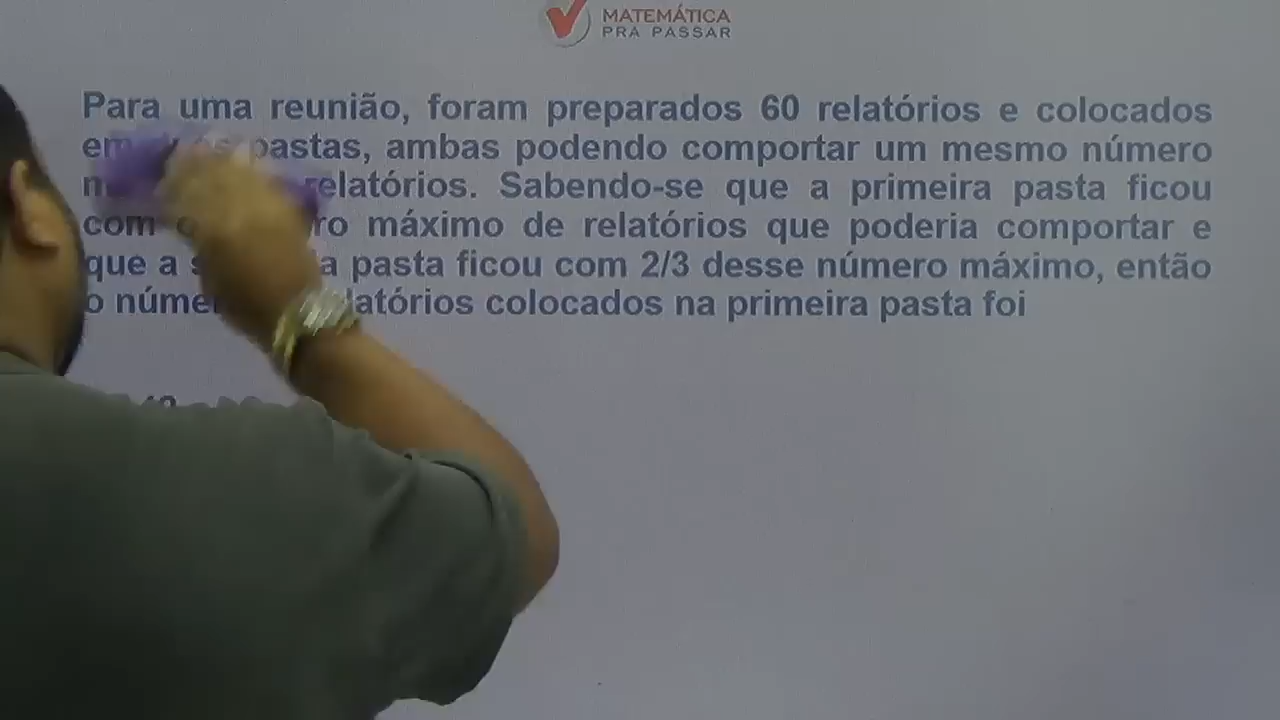 MATEMÁTICA
PRA PASSAR
Para uma reunião, foram preparados 60 relatórios e colocados
pastas, ambas podendo comportar um mesmo número
relatórios. Sabendo-se que a primeira pasta ficou
com máximo de relatórios que poderia comportar e
que a pasta ficou com 2/3 desse número máximo, então
o colocados na primeira pasta foi